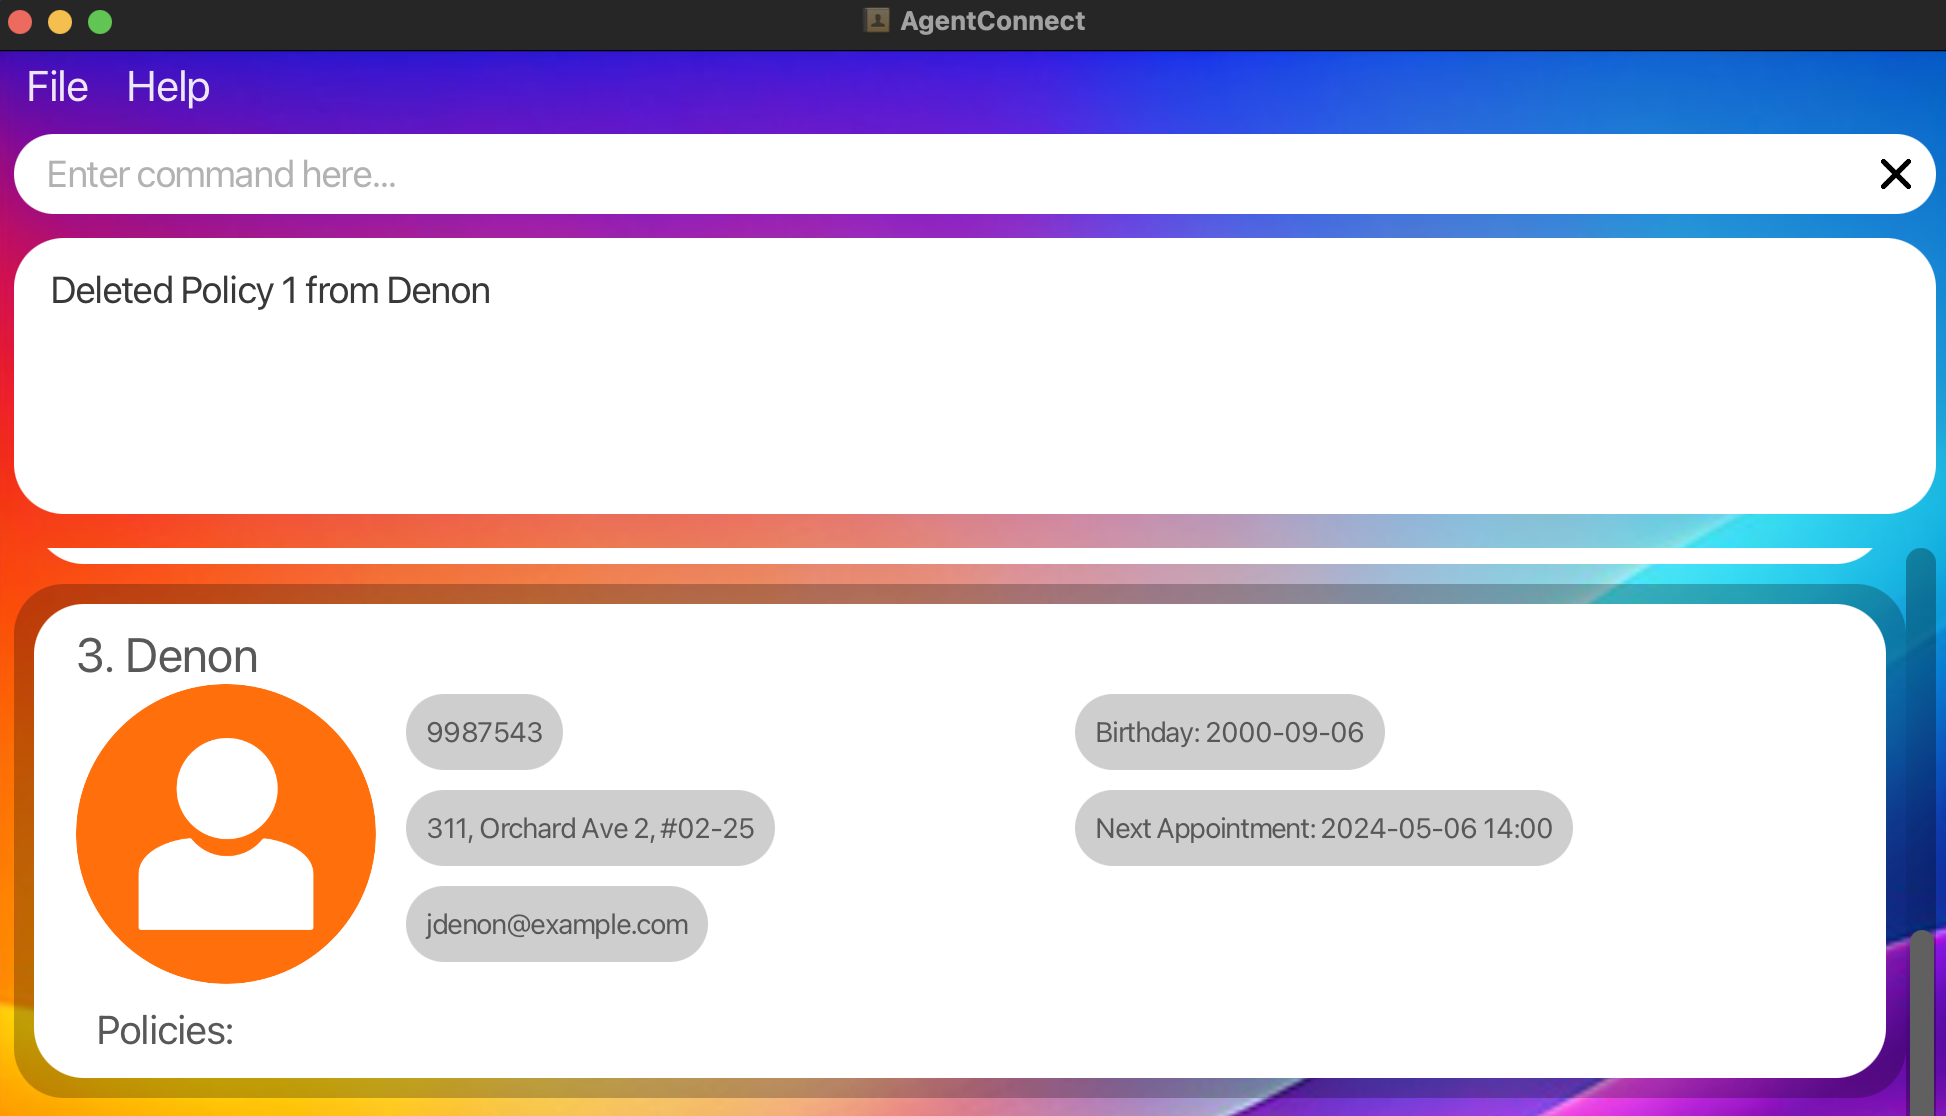 AgentConnect
File Help
Enter command here...
Deleted Policy 1 from Denon
3. Denon
9987543
Birthday: 2000-09-06
311, Orchard Ave 2, #02-25
Next Appointment: 2024-05-06 14:00
jdenon@example.com
Policies: